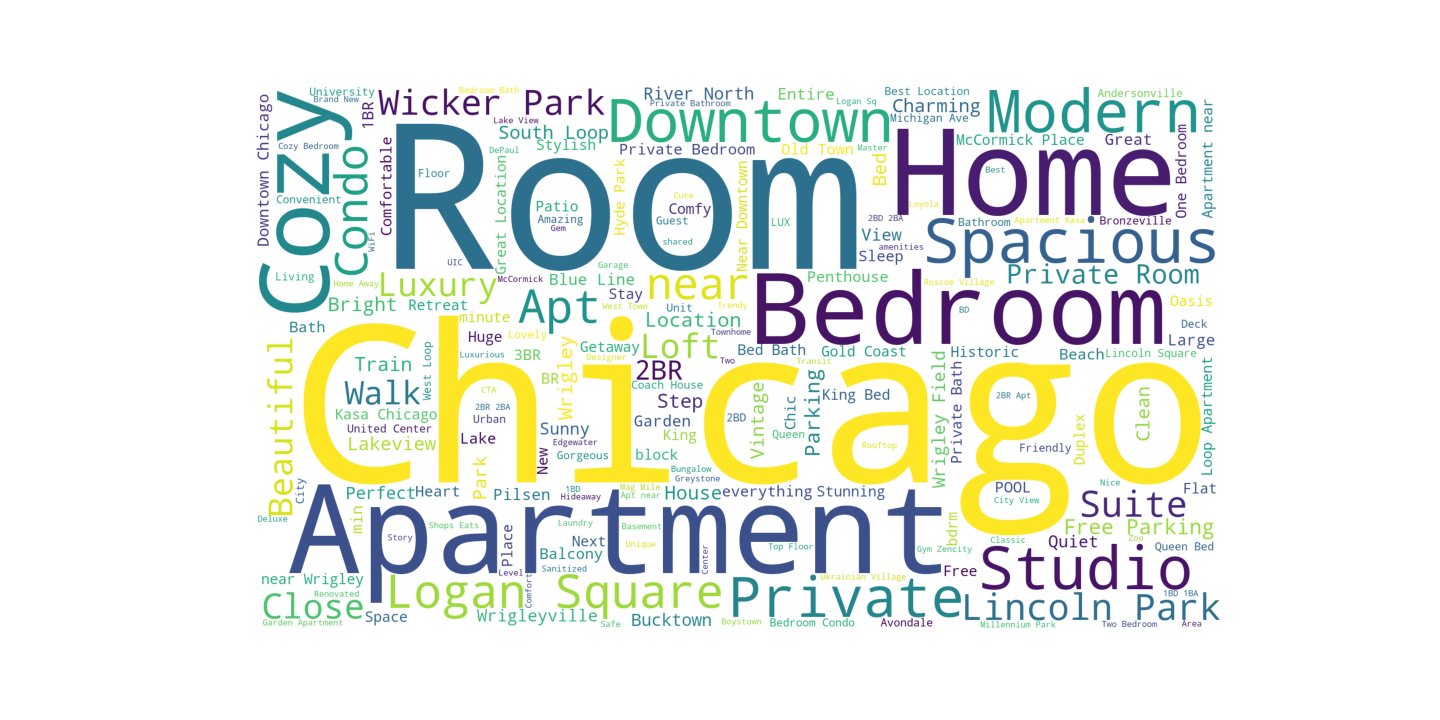 Downtown Chicago
Cozy
University
Brand New
1BR
Wicker Park
Bedroom Bath
Lake View
River North
Private Bathroom
Entire
Logan Sq
Best Location
Charming
Michigan Ave
Modern
Andersonville
Apartment near
Cozy Bedroom
Condo
Comfortable
South Loop
DePaul
Stylish
Downtown
Private Bedroom
Old Town
Master
Bed
McCormick Place
Great
One Bedroom
Convenient
Floor
Room
Great Location
Patio
Amazing
Gem
Hyde Park
Cute
Comfy
Guest
shared
Near Downtown
LUX
2BD 2BA
Home
Best
Loyola
Bathroom
Apartment Kasa
Bronzeville
View
amenities
Sleep
Spacious
WiFi
UIC
Garage
Living
Home Away
Luxury
McCormick
Blue Line
near
Penthouse
Roscoe Village
Private Room
Bright
Retreat
Apt
Stay
West Town
Unit
Trendy
Bedroom
BD
Oasis
Bath
minute
Location
Townhome
Deck
Large
Huge
Lovely
Getaway
Loft
Beautiful
Train
West Loop
Luxurious
3BR
Wrigley
Designer
2BR
Two
Bed Bath
Gold Coast
Transit
Historic
Beach
Lincoln Square
Walk
CTA
BR
Coach House
Chicago
Kasa Chicago
2BR 2BA
Step
Vintage
Chic
Parking
King Bed
Wrigley Field
Private Bath
2BR Apt
Duplex
Clean
Loop Apartment
United Center
Urban
Sunny
Garden
2BD
Lakeview
Lake
Edgewater
King
Queen
Rooftop
Friendly
City
Park
New
Gorgeous
block
Bungalow
Greystone
Perfect
Heart
Pilsen
1BD
Hideaway
Mag Mile
Apt near
House
everything
Stunning
POOL
City View
Nice
Flat
Suite
Deluxe
min
Shops Eats
Place
Laundry
Basement
bdrm
Free Parking
Story
Apartment
Next
Unique
Center
Top Floor
Gym Zencity
Classic
Quiet
Zoo
Queen Bed
Balcony
Level
Sanitized
Comfort
near Wrigley
Renovated
Logan Square
Ukrainian Village
Free
Studio
Close
Private
Lincoln Park
1BD 1BA
Garden Apartment
Space
Wrigleyville
Safe
Bucktown
Boystown
Bedroom Condo
Avondale
Millennium Park
Two Bedroom
Area